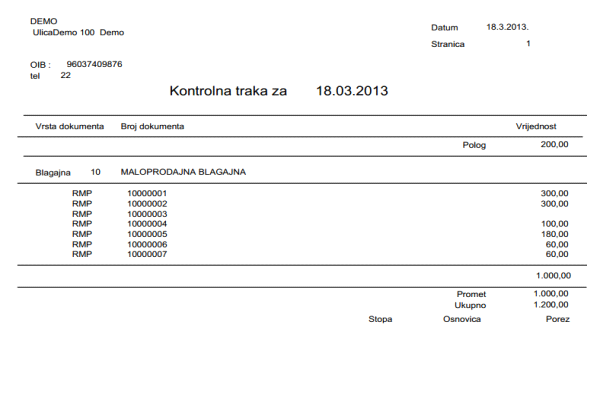 DEMO
UlicaDemo 100 Demo
Datum 18.3.2013.
Stranica 1
OIB : 96037409876
tel 22
Kontrolna traka za 18.03.2013
Vrsta dokumenta Broj dokumenta Vrijednost
Polog 200,00
Blagajna 10 MALOPRODAJNA BLAGAJNA
RMP 10000001 300,00
RMP 10000002 300,00
RMP 10000003
RMP 10000004 100,00
RMP 10000005 180,00
RMP 10000006 60,00
RMP 10000007 60,00
1.000,00
Promet 1.000,00
Ukupno 1.200,00
Stopa Osnovica Porez